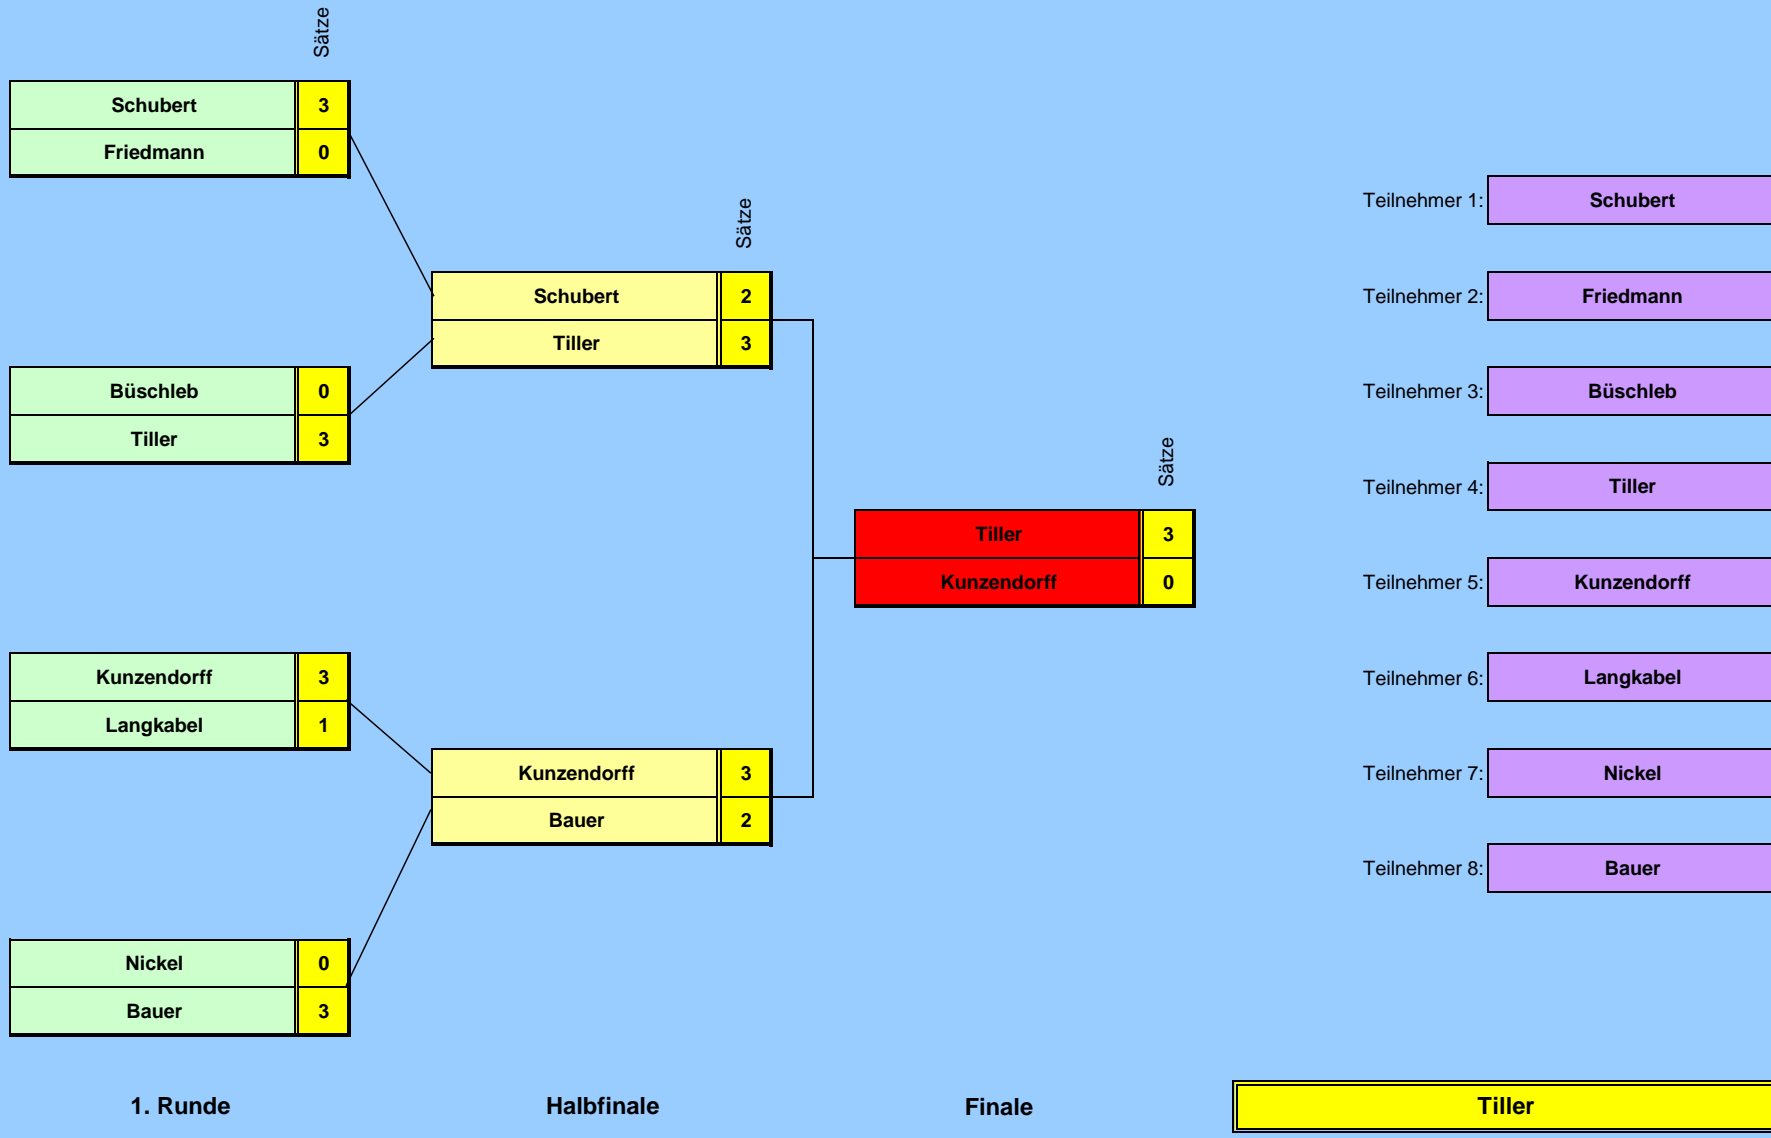 Sätze
Schubert 3
Friedmann 0
Büschleb 0
Tiller 3
Kunzendorff 3
Langkabel 1
Nickel 0
Bauer 3
1. Runde
Sätze
Schubert 2
Tiller 3
Kunzendorff 3
Bauer 2
Halbfinale
Sätze
Tiller 3
Kunzendorff 0
Finale
Teilnehmer 1: Schubert
Teilnehmer 2: Friedmann
Teilnehmer 3: Büschleb
Teilnehmer 4: Tiller
Teilnehmer 5: Kunzendorff
Teilnehmer 6: Langkabel
Teilnehmer 7: Nickel
Teilnehmer 8: Bauer
Tiller